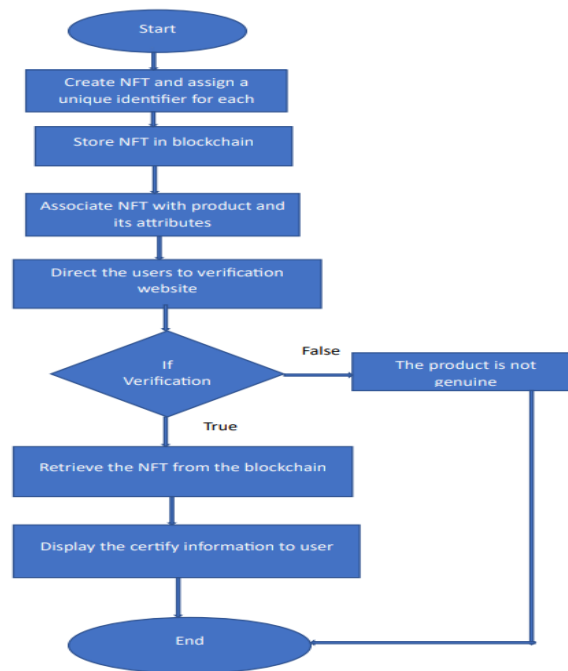 Start
Create NFT and assign a
unique identifier for each
Store NFT in blockchain
Associate NFT with product and
its attributes
Direct the users to verification
website
If
Verification
False
The product is not
genuine
True
Retrieve the NFT from the blockchain
Display the certify information to user
End